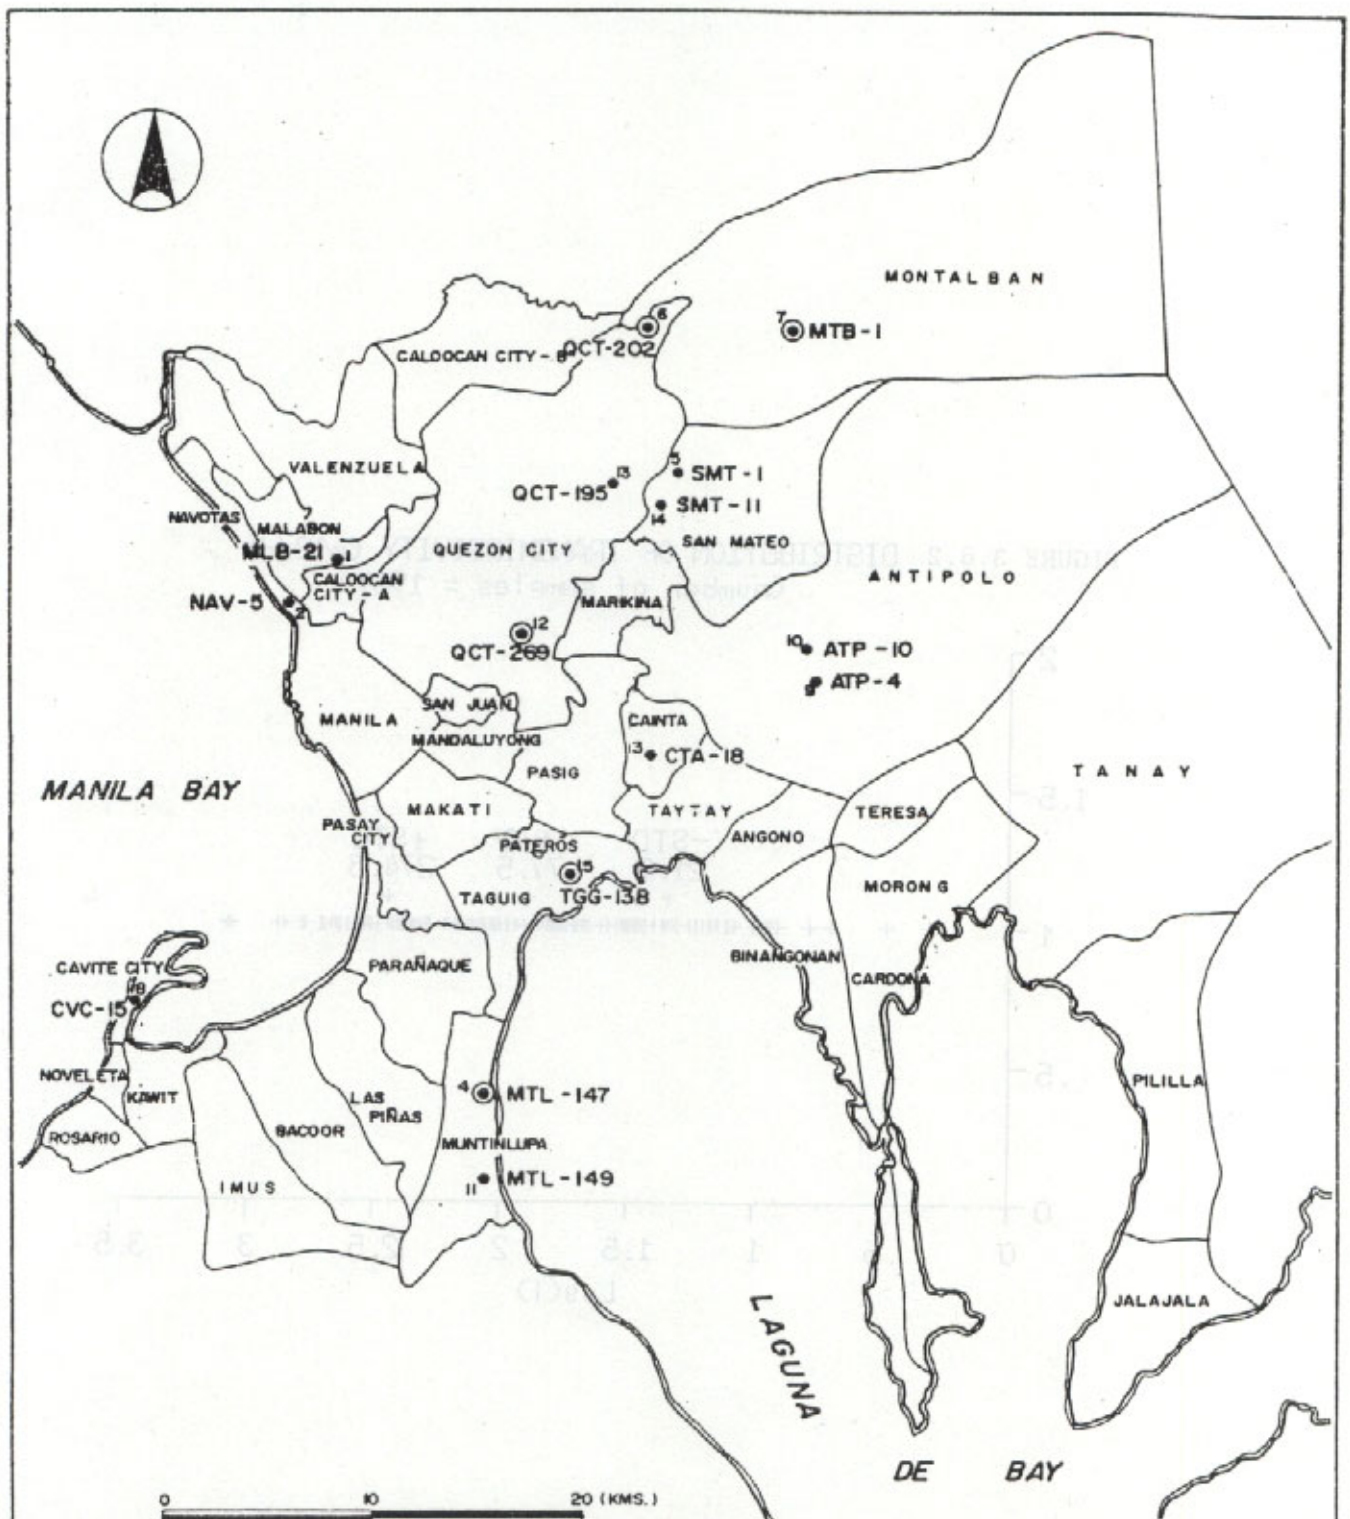 MONTALBAN
7 MTB-1
6
QCT-202
CALOOCAN CITY-B
VALENZUELA
15 SMT-1
13
QCT-195
SMT-11
14
NAVOTAS
MALABON
MLB-21 1
QUEZON CITY
SAN MATEO
ANTIPOLO
CALOOCAN
CITY-A
NAV-5
2
MARIKINA
12
QCT-269
10 ATP-10
9 ATP-4
SAN JUAN
MANILA
CAINTA
MANDALUYONG
13 CTA-18
PASIG
TANAY
MANILA BAY
MAKATI
TAYTAY
TERESA
PASAY
CITY
ANGONO
PATEROS
15
TAGUIG
TGG-138
MORONG
BINANGONAN
PARAÑAQUE
CAVITE CITY
CARDONA
CVC-15
NOVELETA
KAWIT
4 MTL-147
LAS
PIÑAS
PILILLA
ROSARIO
BACOOR
MUNTINLUPA
IMUS
11 MTL-149
JALAJALA
LAGUNA
DE BAY
0 10 20 (KMS.)